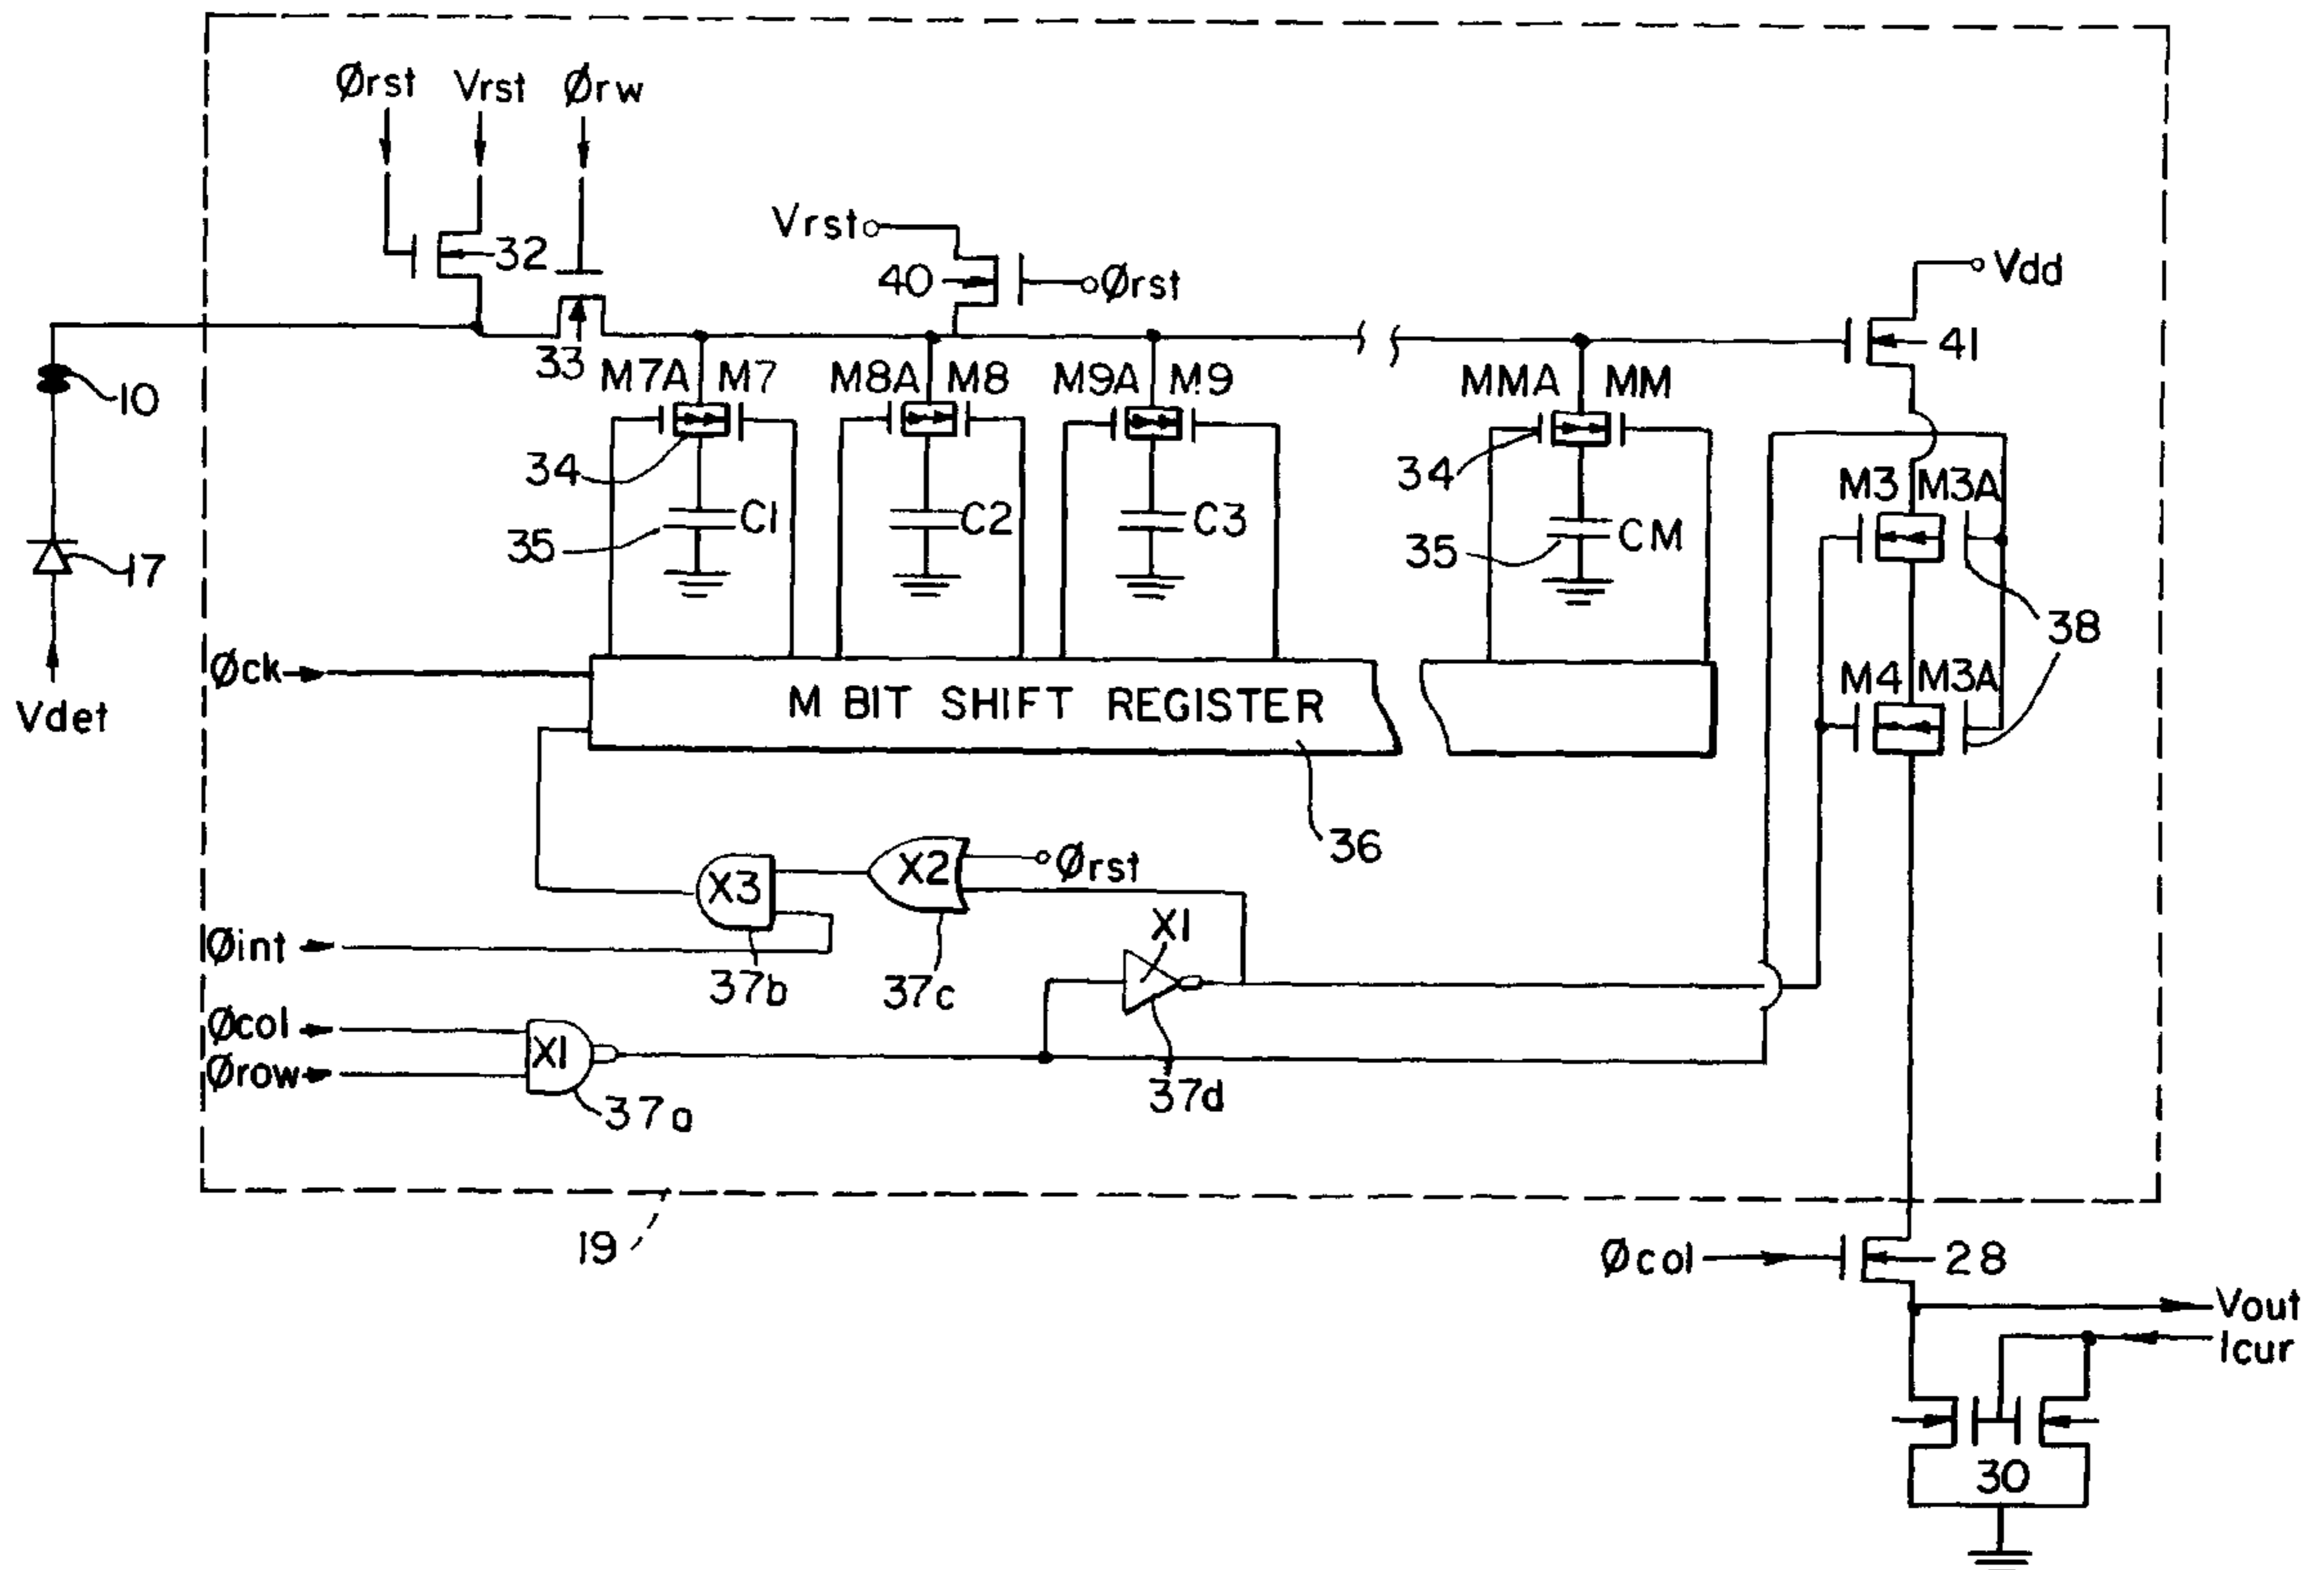 Ørst Vrst Ørw
32
Vrst
40
Ørst
Vdd
33
41
M7A M7
M8A M8
M9A M9
MMA MM
10
34
34
M3 M3A
35
C1
C2
C3
35
CM
17
38
Øck
M BIT SHIFT REGISTER
M4 M3A
Vdet
36
X3
X2
Ørst
X1
Øint
37b
37c
Øcol
X1
Ørow
37a
37d
19
Øcol
28
Vout
Icur
30